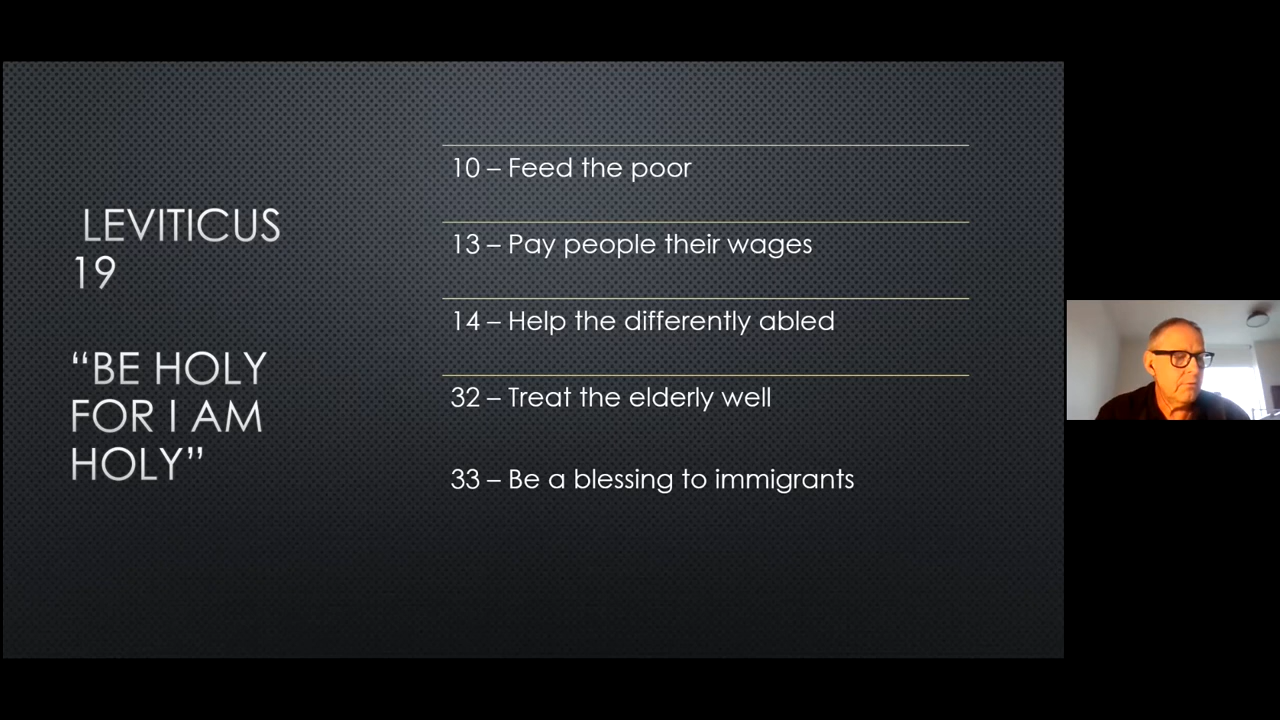 LEVITICUS
19
“BE HOLY
FOR I AM
HOLY”
10 – Feed the poor
13 – Pay people their wages
14 – Help the differently abled
32 – Treat the elderly well
33 – Be a blessing to immigrants